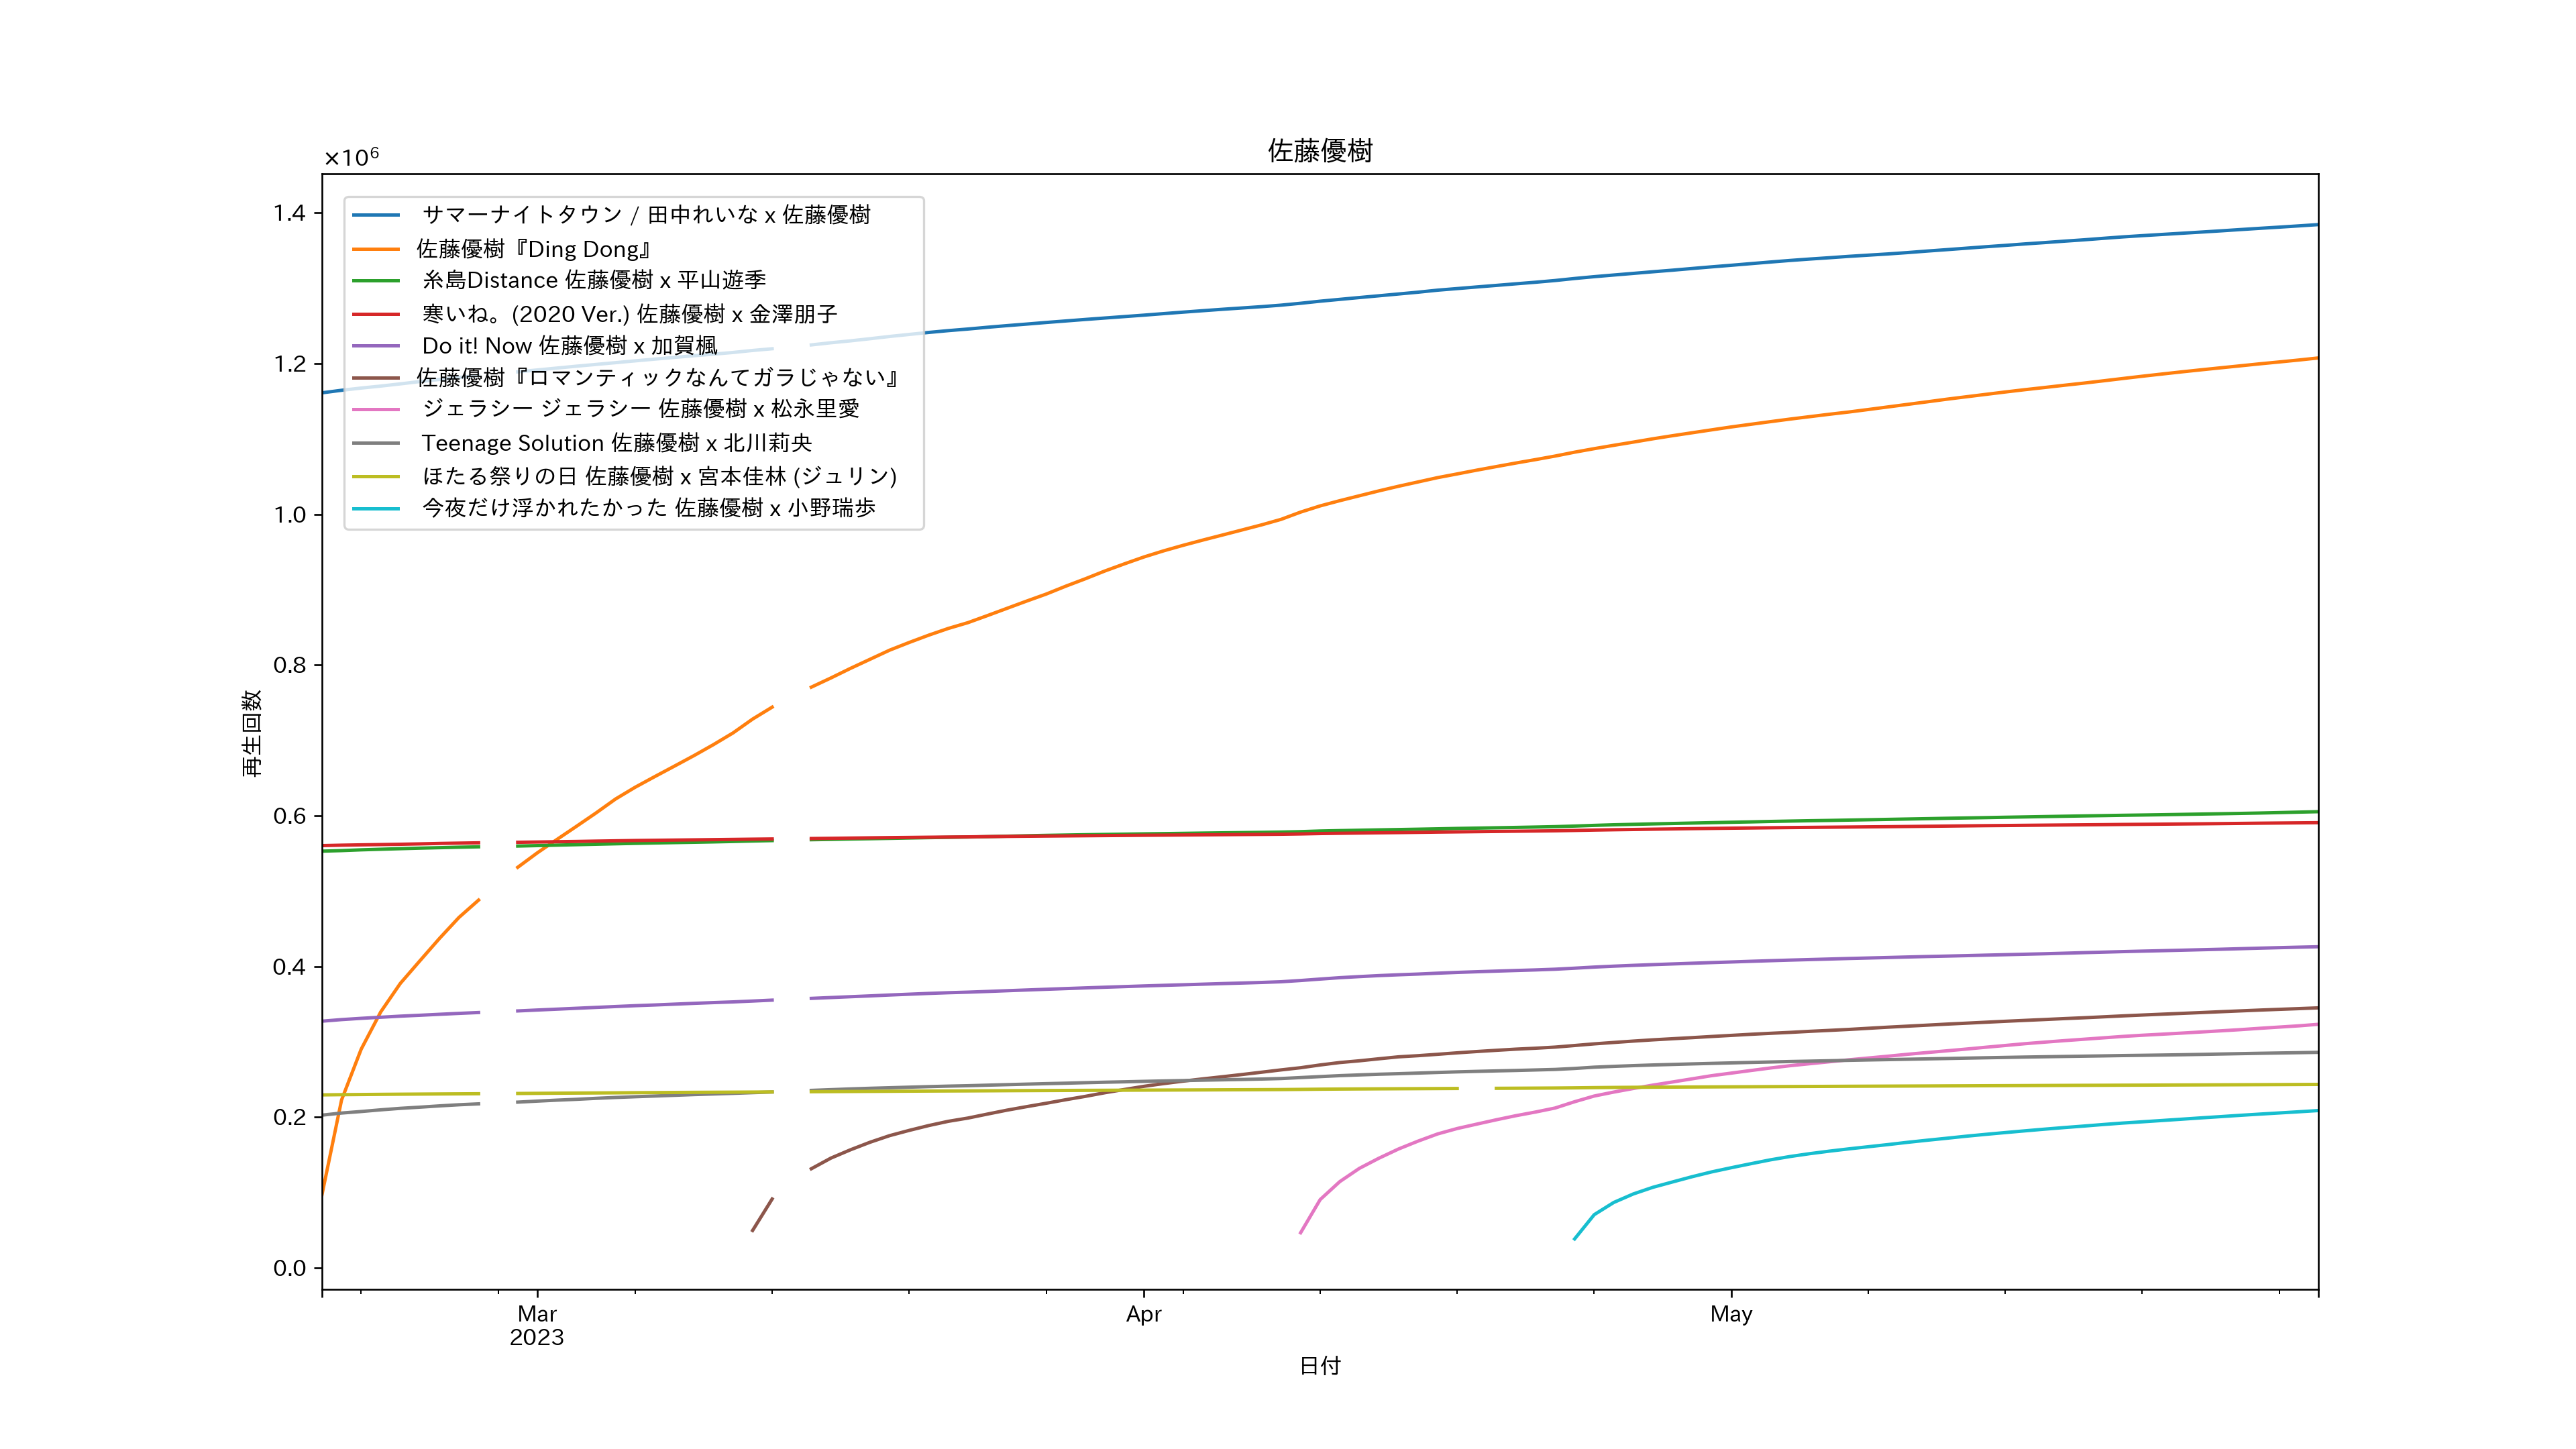 佐藤優樹
×10⁶
1.4
1.2
1.0
0.8
0.6
0.4
0.2
0.0
再生回数
サマーナイトタウン / 田中れいな x 佐藤優樹
佐藤優樹『Ding Dong』
糸島Distance 佐藤優樹 x 平山遊季
寒いね。(2020 Ver.) 佐藤優樹 x 金澤朋子
Do it! Now 佐藤優樹 x 加賀楓
佐藤優樹『ロマンティックなんてガラじゃない』
ジェラシー ジェラシー 佐藤優樹 x 松永里愛
Teenage Solution 佐藤優樹 x 北川莉央
ほたる祭りの日 佐藤優樹 x 宮本佳林 (ジュリン)
今夜だけ浮かれたかった 佐藤優樹 x 小野瑞歩
Mar
2023
Apr
May
日付